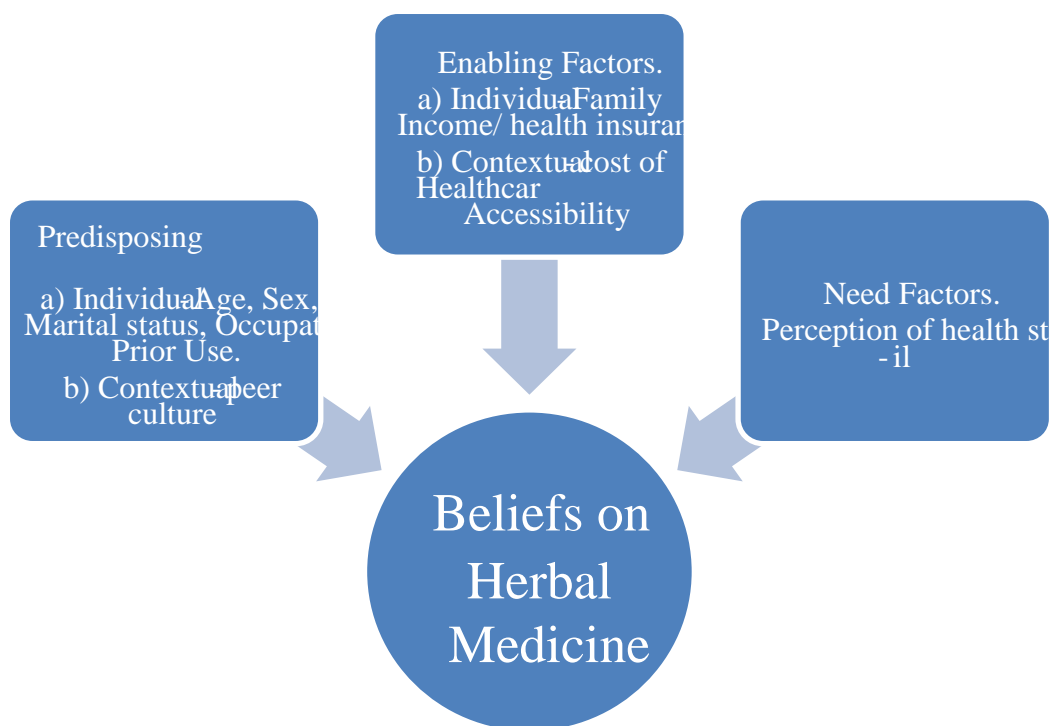 Predisposing
a) Individual-Age, Sex,
Marital status, Occupat
Prior Use.
b) Contextual-peer
culture
Enabling Factors.
a) Individual-Family
Income/ health insuran
b) Contextual-cost of
Healthcar
Accessibility
Need Factors.
Perception of health st
- il
Beliefs on
Herbal
Medicine